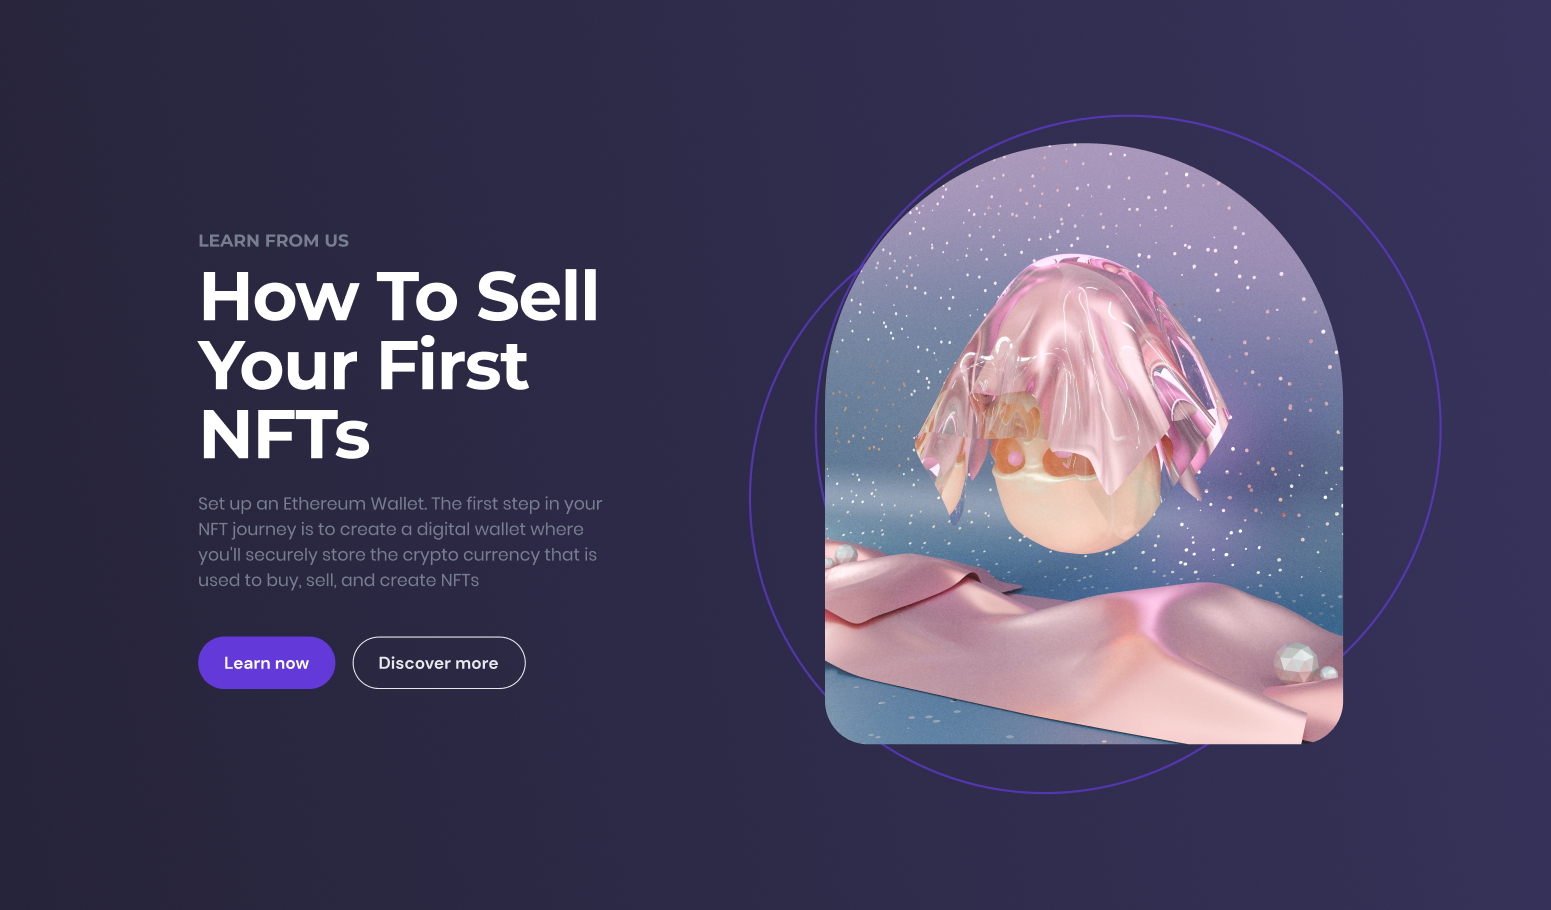 LEARN FROM US
How To Sell
Your First
NFTs
Set up an Ethereum Wallet. The first step in your
NFT journey is to create a digital wallet where
you'll securely store the crypto currency that is
used to buy, sell, and create NFTs
Learn now
Discover more